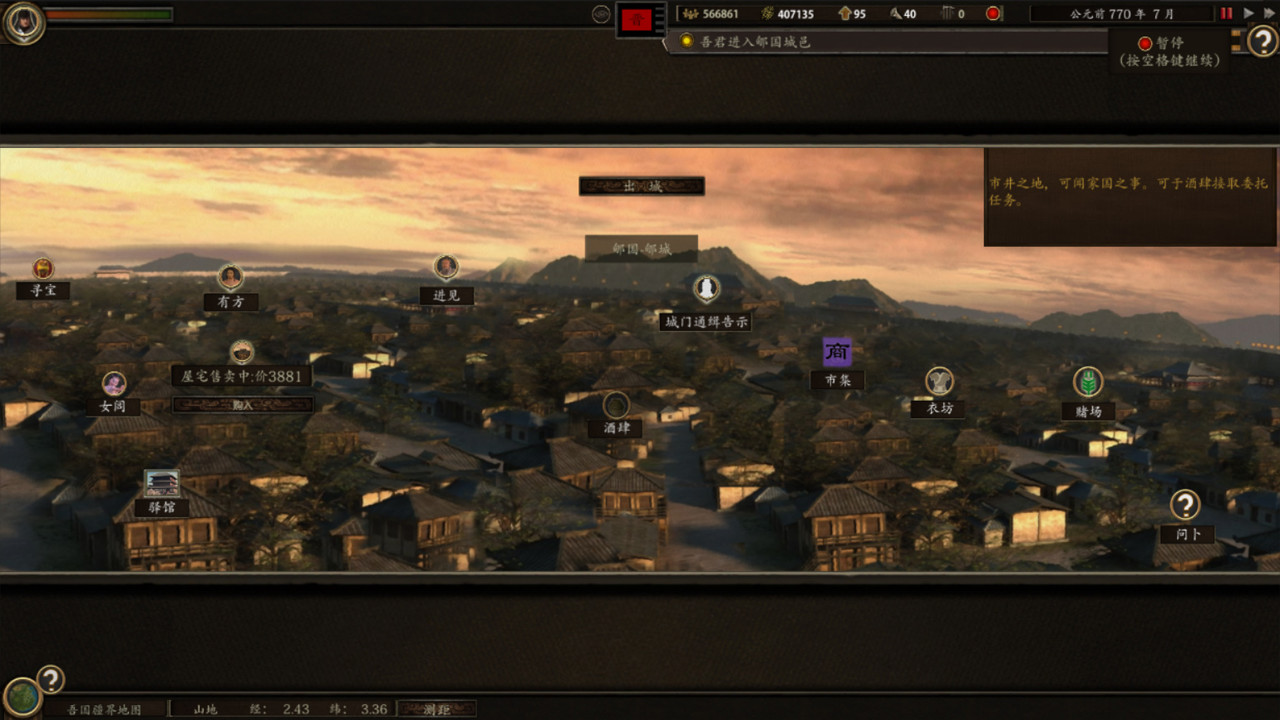 晋 566861 407135 95 40 0 公元前 770 年 7 月
吾君进入郇国城邑
暂停
(按空格键继续)
出 城
市井之地，可闻家国之事。可于酒肆接取委托
任务。
郇国-郇城
寻宝
有方
进见
城门通缉告示
屋宅售卖中:价3881
购入
商
市集
女闾
酒肆
衣坊
赌场
驿馆
问卜
吾国疆界地图 山地 经: 2.43 纬: 3.36 测距